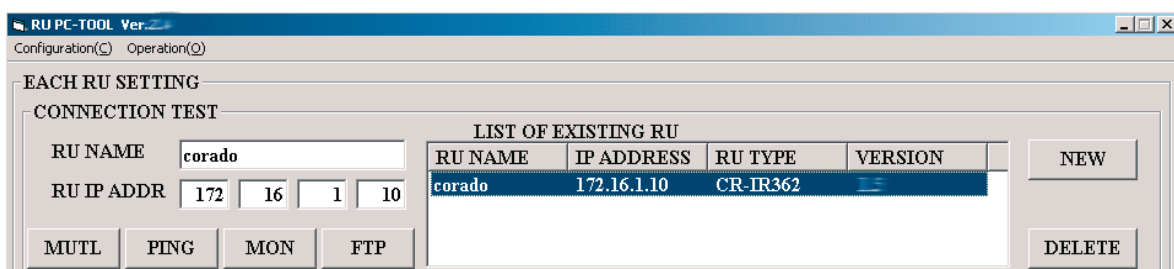 RU PC-TOOL Ver.
Configuration(C) Operation(O)
EACH RU SETTING
CONNECTION TEST
LIST OF EXISTING RU
RU NAME corado
RU IP ADDR 172 16 1 10
RU NAME IP ADDRESS RU TYPE VERSION
corado 172.16.1.10 CR-IR362
NEW
MUTL PING MON FTP
DELETE